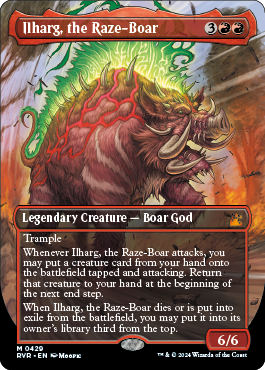 Ilharg, the Raze-Boar 3
Legendary Creature — Boar God
Trample
Whenever Ilharg, the Raze-Boar attacks, you
may put a creature card from your hand onto
the battlefield tapped and attacking. Return
that creature to your hand at the beginning of
the next end step.
When Ilharg, the Raze-Boar dies or is put into
exile from the battlefield, you may put it into its
owner's library third from the top.
6/6
M 0429
RVR • EN Moopic
™ & © 2024 Wizards of the Coast